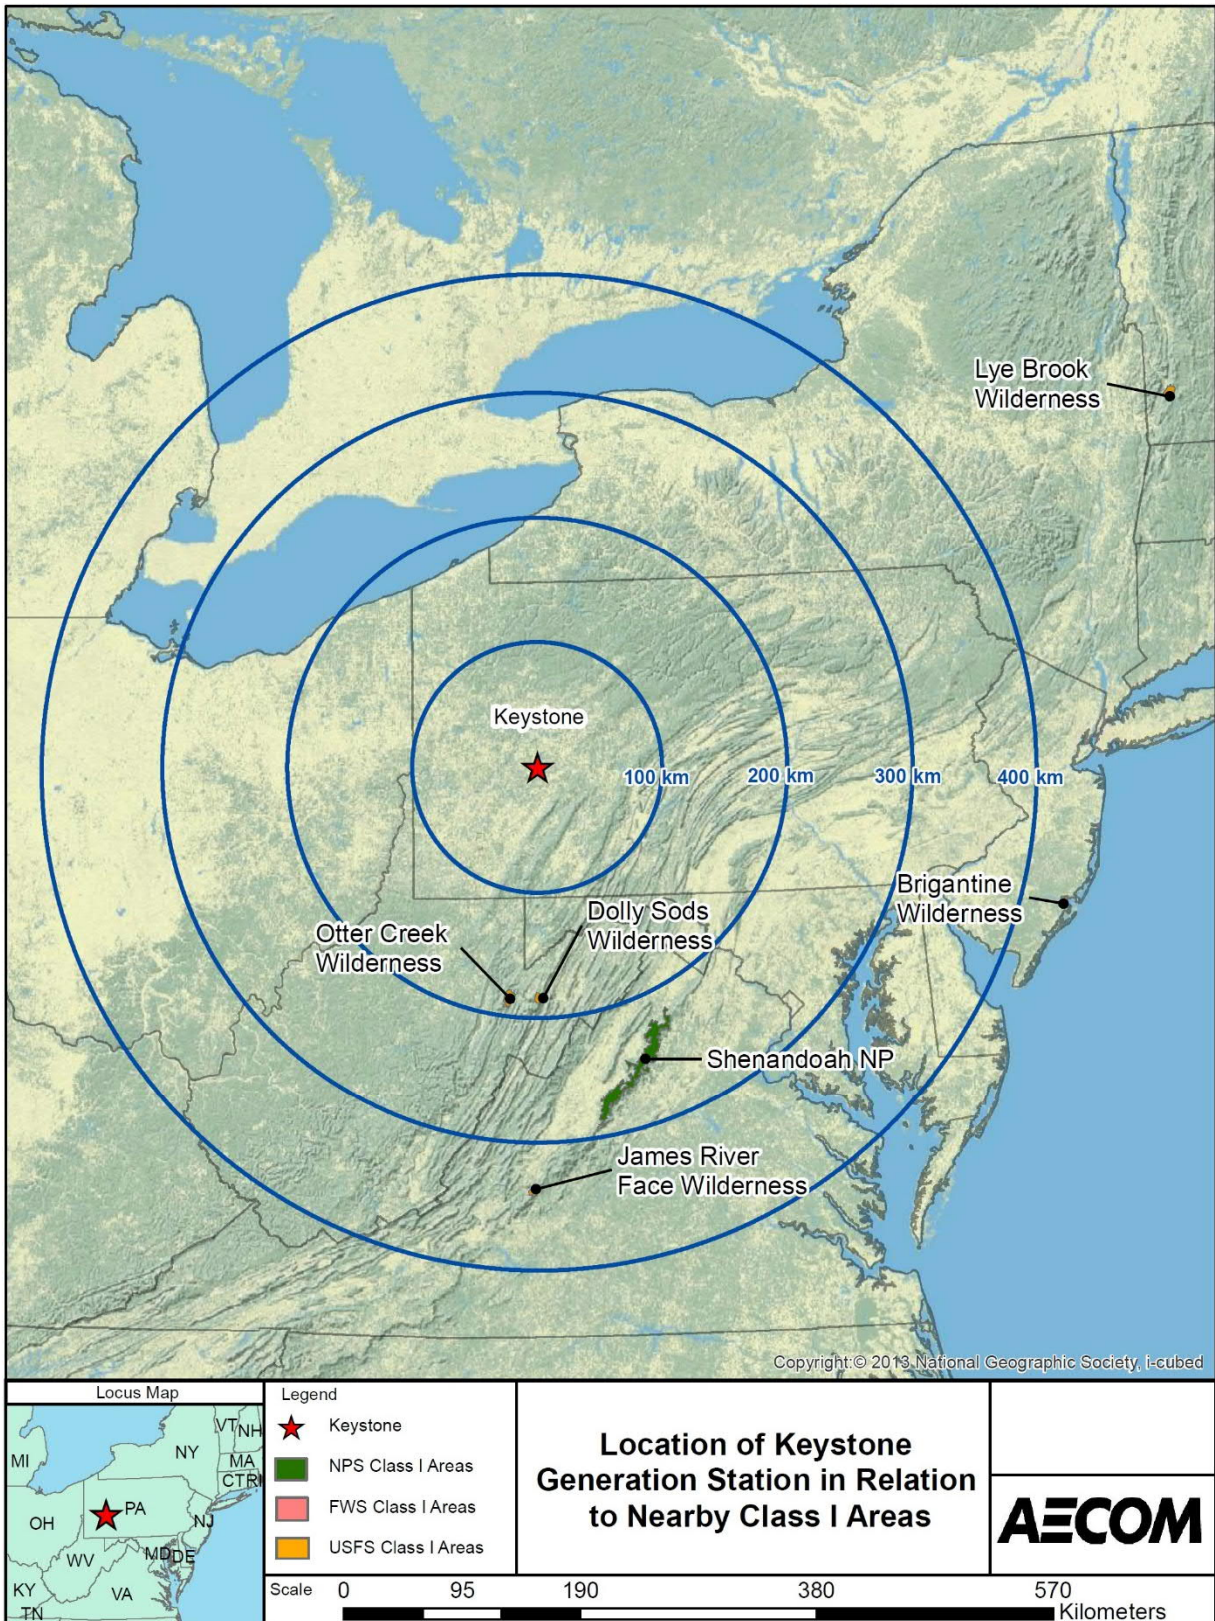 Lye Brook
Wilderness
Keystone
100 km
200 km
300 km
400 km
Brigantine
Wilderness
Dolly Sods
Wilderness
Otter Creek
Wilderness
Shenandoah NP
James River
Face Wilderness
Copyright:© 2013 National Geographic Society, i-cubed
Locus Map
VT
NH
NY
MI
MA
CT
RI
PA
OH
NJ
WV
MD
DE
KY
VA
TN
Legend
Keystone
NPS Class I Areas
FWS Class I Areas
USFS Class I Areas
Location of Keystone
Generation Station in Relation
to Nearby Class I Areas
AECOM
Scale 0 95 190 380 570
Kilometers